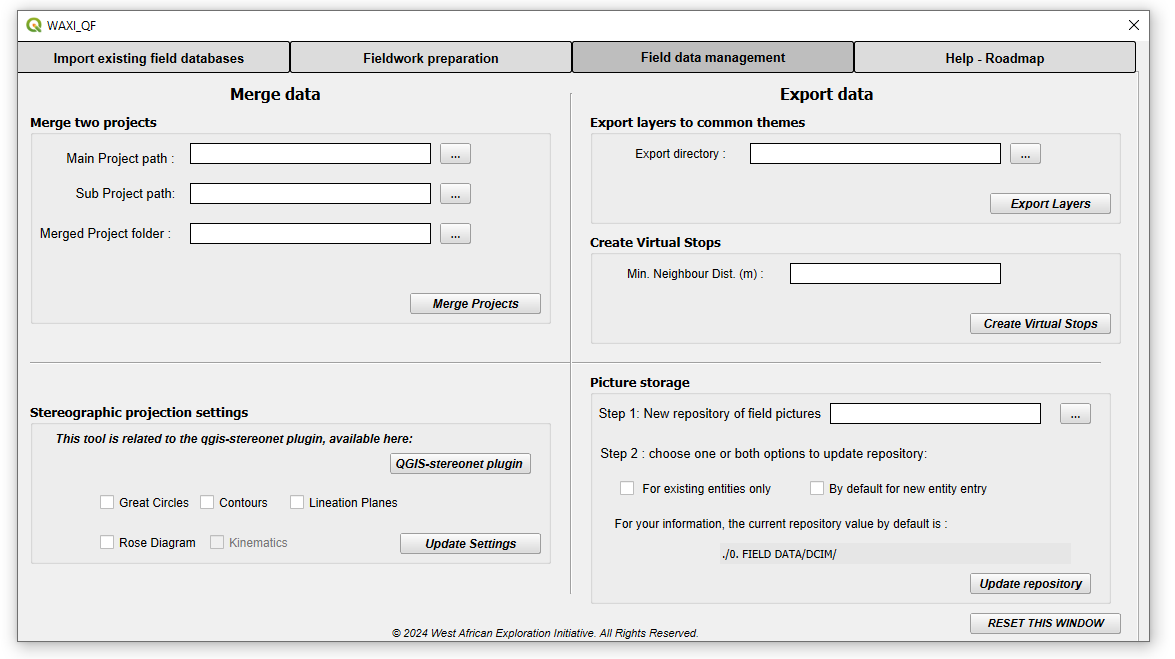 WAXI_QF
Import existing field databases
Fieldwork preparation
Field data management
Help - Roadmap
Merge data
Merge two projects
Main Project path :
...
Sub Project path:
...
Merged Project folder :
...
Merge Projects
Stereographic projection settings
This tool is related to the qgis-stereonet plugin, available here:
QGIS-stereonet plugin
Great Circles
Contours
Lineation Planes
Rose Diagram
Kinematics
Update Settings
Export data
Export layers to common themes
Export directory :
...
Export Layers
Create Virtual Stops
Min. Neighbour Dist. (m) :
Create Virtual Stops
Picture storage
Step 1: New repository of field pictures
...
Step 2 : choose one or both options to update repository:
For existing entities only
By default for new entity entry
For your information, the current repository value by default is :
./0. FIELD DATA/DCIM/
Update repository
RESET THIS WINDOW
© 2024 West African Exploration Initiative. All Rights Reserved.